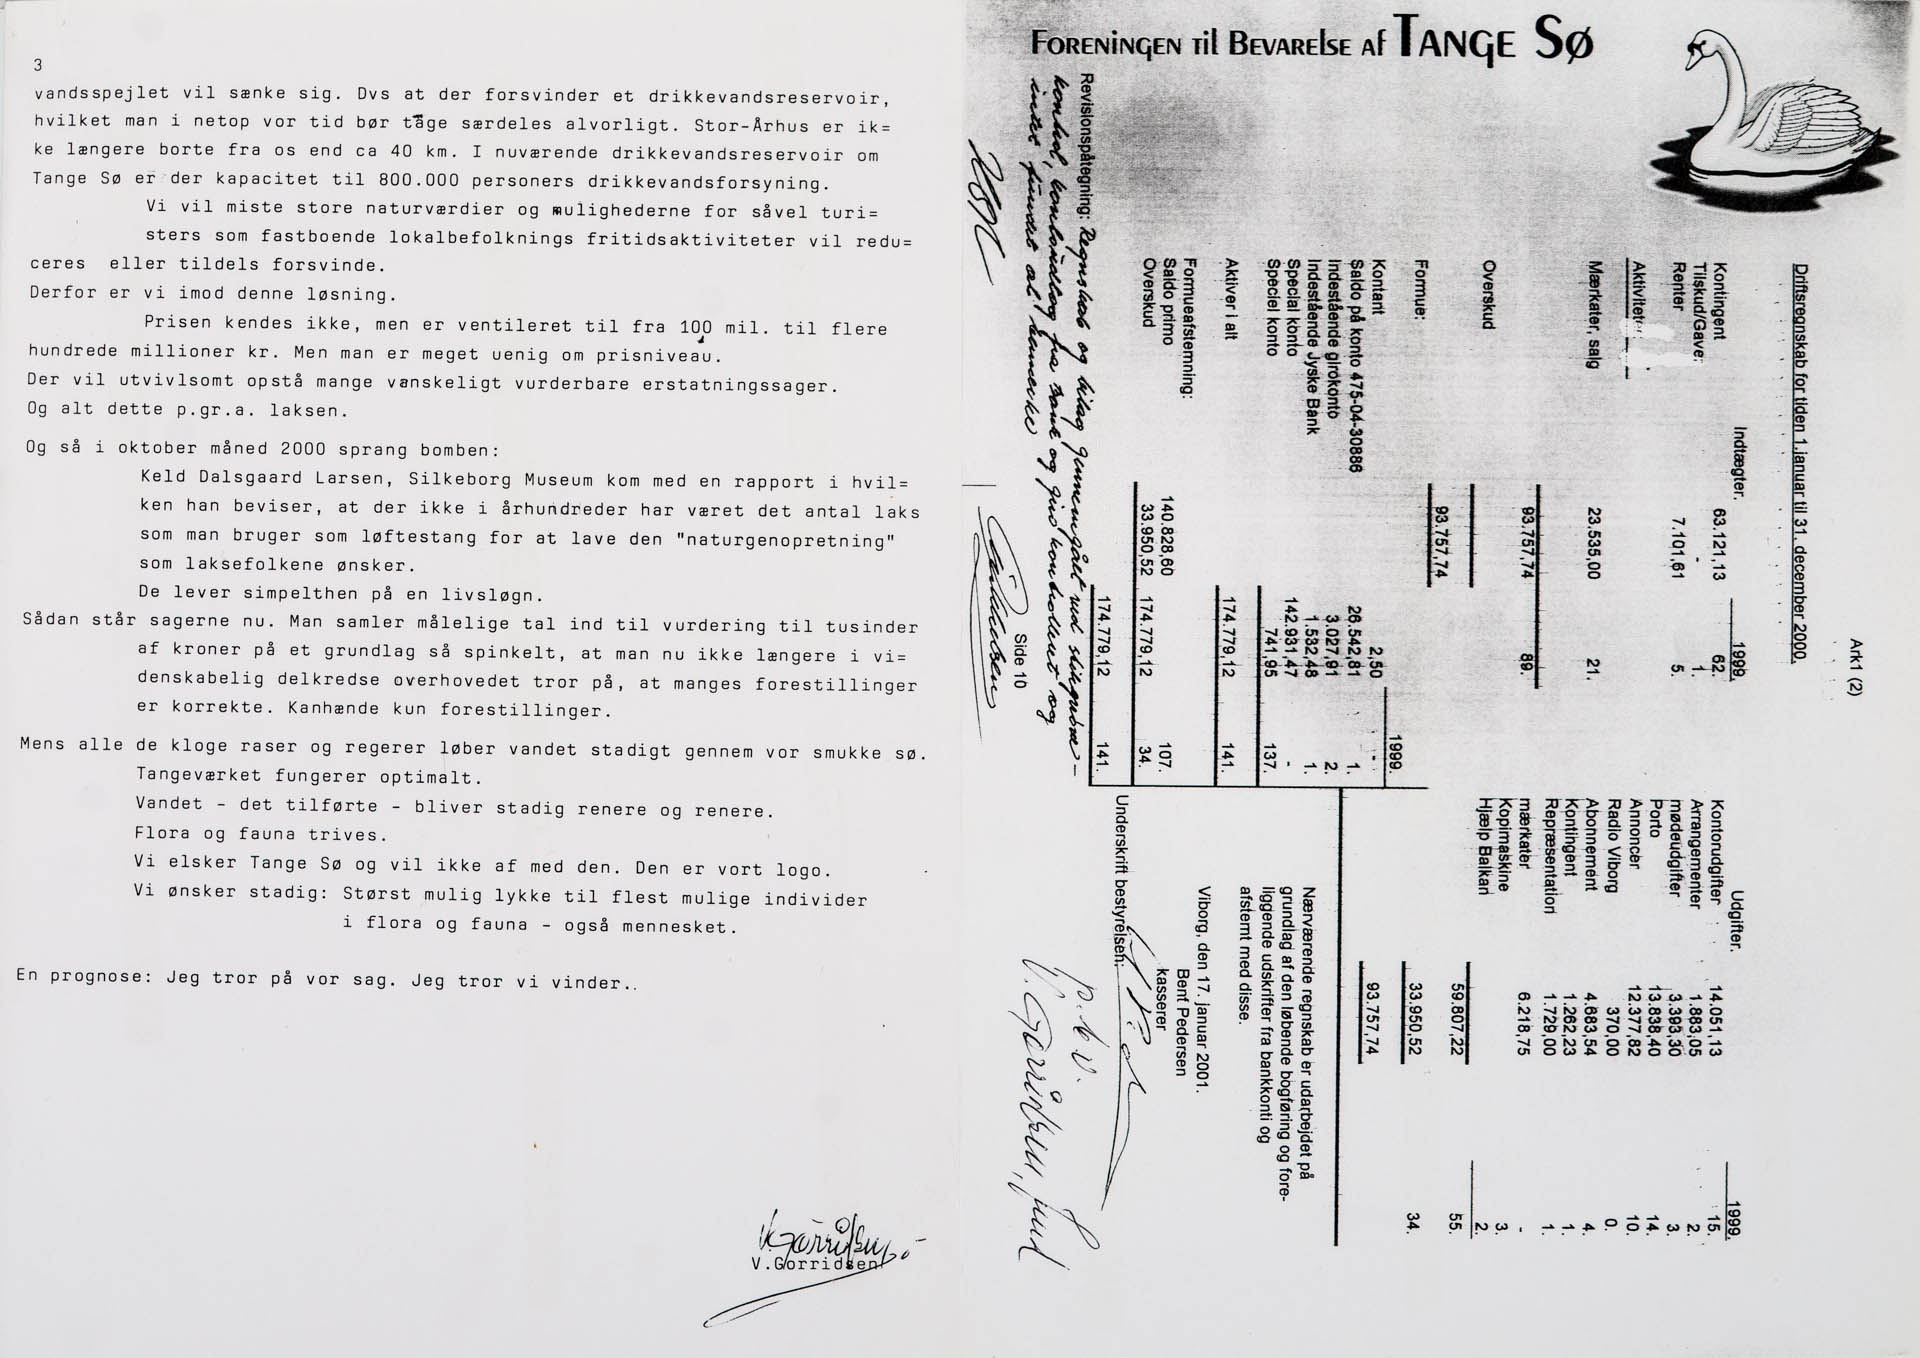 3
vandsspejlet vil sænke sig. Dvs at der forsvinder et drikkevandsreservoir,
hvilket man i netop vor tid bør tage særdeles alvorligt. Stor-Århus er ik=
ke længere borte fra os end ca 40 km. I nuværende drikkevandsreservoir om
Tange Sø er der kapacitet til 800.000 personers drikkevandsforsyning.
Vi vil miste store naturværdier og mulighederne for såvel turi=
sters som fastboende lokalbefolknings fritidsaktiviteter vil redu=
ceres eller tildels forsvinde.
Derfor er vi imod denne løsning.
Prisen kendes ikke, men er ventileret til fra 100 mil. til flere
hundrede millioner kr. Men man er meget uenig om prisniveau.
Der vil utvivlsomt opstå mange vanskeligt vurderbare erstatningssager.
Og alt dette p.gr.a. laksen.
Og så i oktober måned 2000 sprang bomben:
Keld Dalsgaard Larsen, Silkeborg Museum kom med en rapport i hvil=
ken han beviser, at der ikke i århundreder har været det antal laks
som man bruger som løftestang for at lave den "naturgenopretning"
som laksefolkene ønsker.
De lever simpelthen på en livsløgn.
Sådan står sagerne nu. Man samler målelige tal ind til vurdering til tusinder
af kroner på et grundlag så spinkelt, at man nu ikke længere i vi=
denskabelig delkredse overhovedet tror på, at manges forestillinger
er korrekte. Kanhænde kun forestillinger.
Mens alle de kloge raser og regerer løber vandet stadigt gennem vor smukke sø.
Tangeværket fungerer optimalt.
Vandet - det tilførte - bliver stadig renere og renere.
Flora og fauna trives.
Vi elsker Tange Sø og vil ikke af med den. Den er vort logo.
Vi ønsker stadig: Størst mulig lykke til flest mulige individer
i flora og fauna - også mennesket.
En prognose: Jeg tror på vor sag. Jeg tror vi vinder..
V.Gorridsen
V.Gorridsen
FORENINGEN TIL BEVARELSE AF TANGE SØ
Ark1 (2)
Driftsregnskab for tiden 1.januar til 31. december 2000.
Indtægter. 1999.
Kontingent 63.121,13 62.
Tilskud/Gaver - 1.
Renter 7.101,61 5.
Aktiviteter
Mærkater, salg 23.535,00 21.
93.757,74 89.
Overskud
93.757,74
Udgifter. 1999.
Kontorudgifter 14.051,13 15.
Arrangementer 1.883,05 2.
mødeudgifter 3.393,30 3.
Porto 13.838,40 14.
Annoncer 12.377,82 10.
Radio Viborg 370,00 0.
Abonnement 4.683,54 4.
Kontingent 1.262,23 1.
Repræsentation 1.729,00 1.
mærkater 6.218,75 -
Kopimaskine 3.
Hjælp Balkan 2.
59.807,22 55.
33.950,52 34.
93.757,74
Formue:
1999.
Kontant 2,50 -
Saldo på konto 475-04-30886 26.542,81 1.
Indestående girokonto 3.027,91 2.
Indestående Jyske Bank 1.532,48 1.
Special konto 142.931,47 -
Special konto 741,95 137.
Aktiver i alt 174.779,12 141.
Formueafstemning:
Saldo primo 140.828,60 107.
Overskud 33.950,52 174.779,12 34.
174.779,12 141.
Nærværende regnskab er udarbejdet på
grundlag af den løbende bogføring og fore-
liggende udskrifter fra bankkonti og
afstemt med disse.
Viborg, den 17. januar 2001.
Bent Pedersen
kasserer
Underskrift bestyrelsen:
p.b.v.
V. Gorridsen, fmd
Revisionspåtegning: Regnskab og bilag gennemgået ved stikprøve-
kontrol, kontoudtog fra bank og giro kontrolleret og
intet fundet at bemærke
Side 10